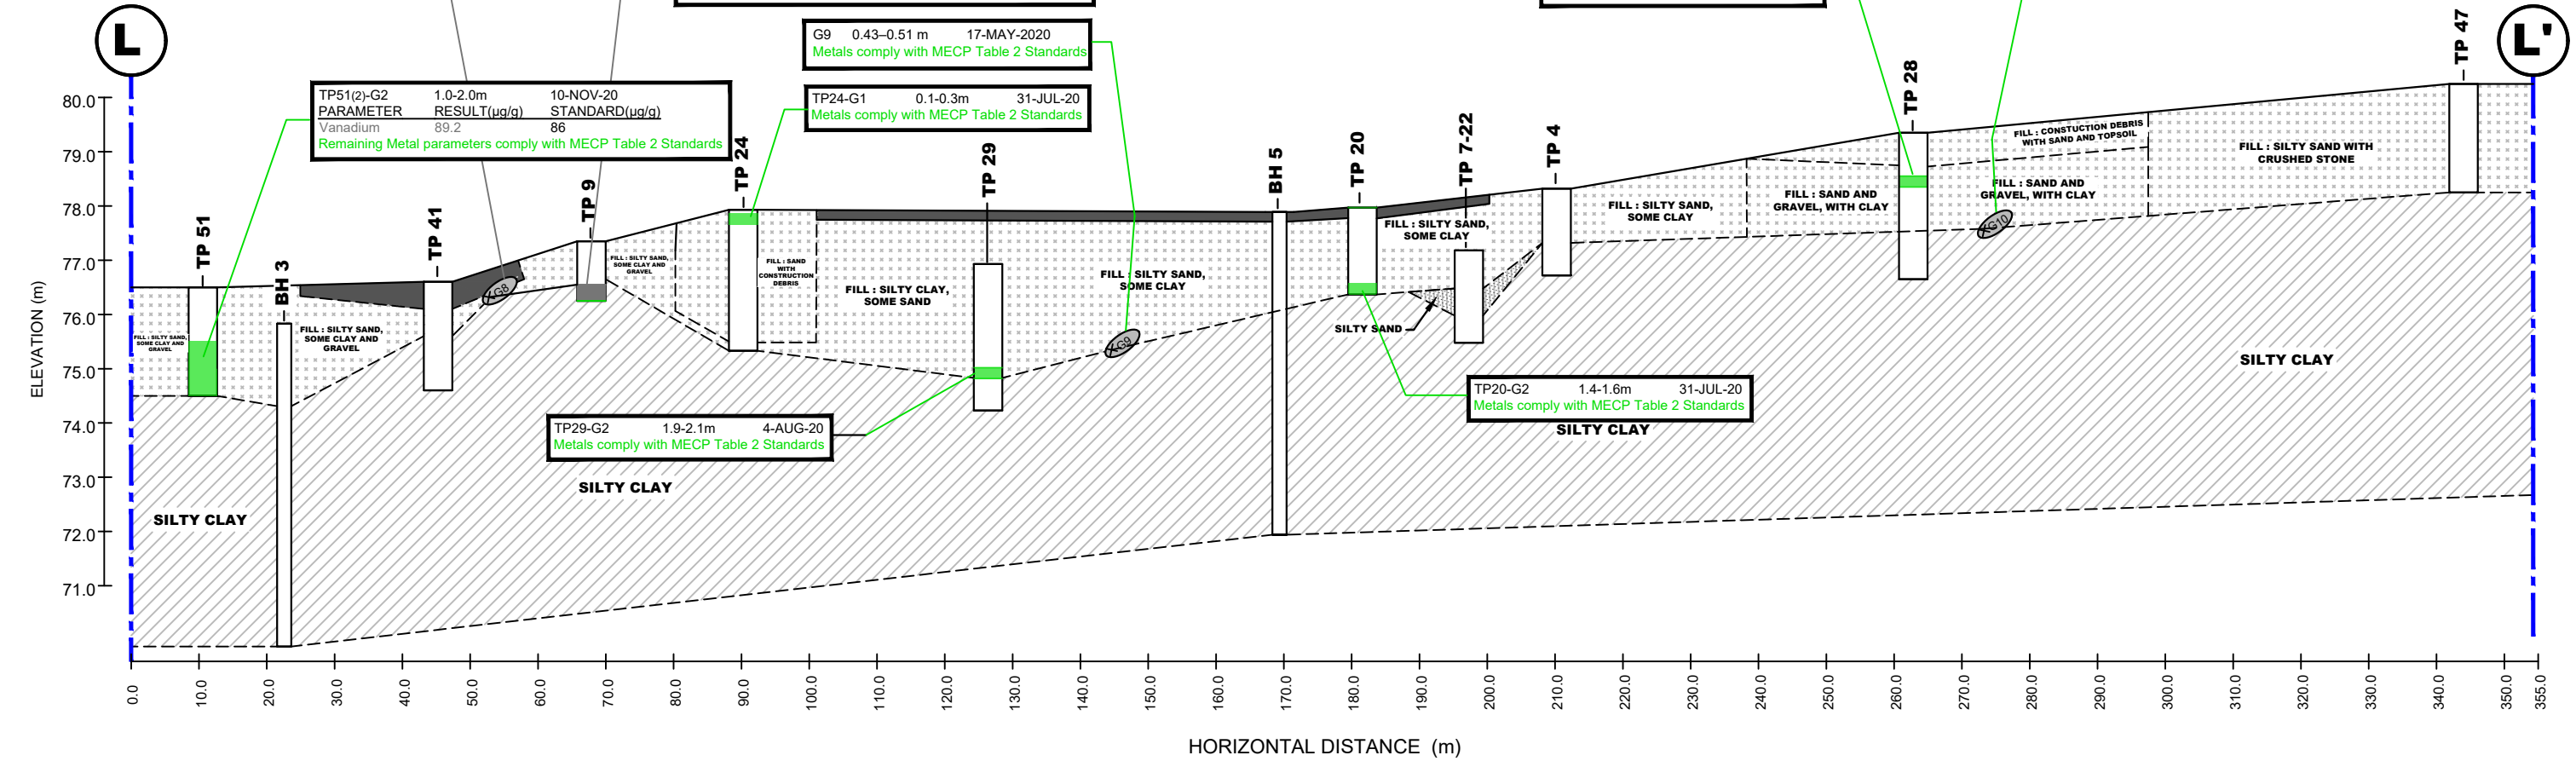 L
L'
G9 0.43–0.51 m 17-MAY-2020
Metals comply with MECP Table 2 Standards
TP51(2)-G2 1.0-2.0m 10-NOV-20
PARAMETER RESULT(µg/g) STANDARD(µg/g)
Vanadium 89.2 86
Remaining Metal parameters comply with MECP Table 2 Standards
TP24-G1 0.1-0.3m 31-JUL-20
Metals comply with MECP Table 2 Standards
TP 51
BH 3
TP 41
TP 9
TP 24
TP 29
BH 5
TP 20
TP 7-22
TP 4
TP 28
TP 47
ELEVATION (m)
80.0
79.0
78.0
77.0
76.0
75.0
74.0
73.0
72.0
71.0
FILL : SILTY SAND,
SOME CLAY AND
GRAVEL
FILL : SILTY SAND,
SOME CLAY AND
GRAVEL
G8
FILL : SILTY SAND,
SOME CLAY AND
GRAVEL
FILL : SAND
WITH
CONSTRUCTION
DEBRIS
FILL : SILTY CLAY,
SOME SAND
FILL : SILTY SAND,
SOME CLAY
G9
FILL : SILTY SAND,
SOME CLAY
SILTY SAND
FILL : SILTY SAND,
SOME CLAY
FILL : SAND AND
GRAVEL, WITH CLAY
FILL : CONSTUCTION DEBRIS
WITH SAND AND TOPSOIL
FILL : SAND AND
GRAVEL, WITH CLAY
G10
FILL : SILTY SAND WITH
CRUSHED STONE
SILTY CLAY
TP20-G2 1.4-1.6m 31-JUL-20
Metals comply with MECP Table 2 Standards
SILTY CLAY
TP29-G2 1.9-2.1m 4-AUG-20
Metals comply with MECP Table 2 Standards
SILTY CLAY
SILTY CLAY
0.0 10.0 20.0 30.0 40.0 50.0 60.0 70.0 80.0 90.0 100.0 110.0 120.0 130.0 140.0 150.0 160.0 170.0 180.0 190.0 200.0 210.0 220.0 230.0 240.0 250.0 260.0 270.0 280.0 290.0 300.0 310.0 320.0 330.0 340.0 350.0 355.0
HORIZONTAL DISTANCE (m)